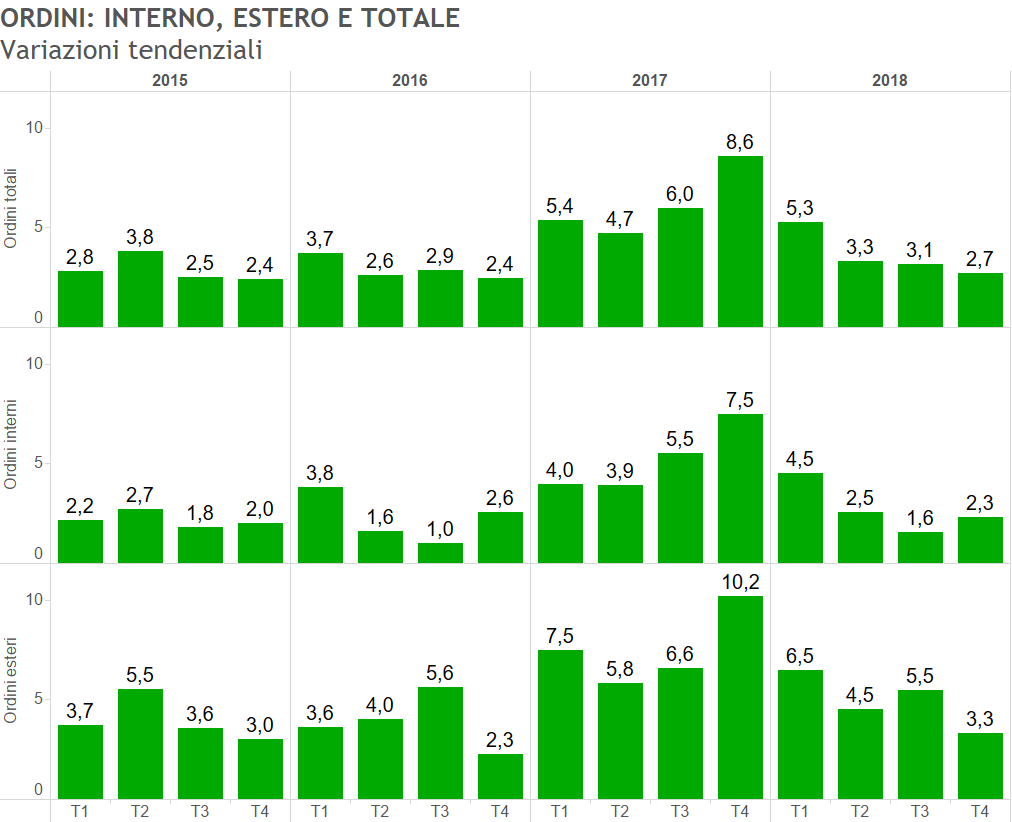 ORDINI: INTERNO, ESTERO E TOTALE
Variazioni tendenziali
2015 2016 2017 2018
Ordini totali
10
5
0
2,8 3,8 2,5 2,4 3,7 2,6 2,9 2,4 5,4 4,7 6,0 8,6 5,3 3,3 3,1 2,7
Ordini interni
10
5
0
2,2 2,7 1,8 2,0 3,8 1,6 1,0 2,6 4,0 3,9 5,5 7,5 4,5 2,5 1,6 2,3
Ordini esteri
10
5
0
3,7 5,5 3,6 3,0 3,6 4,0 5,6 2,3 7,5 5,8 6,6 10,2 6,5 4,5 5,5 3,3
T1 T2 T3 T4 T1 T2 T3 T4 T1 T2 T3 T4 T1 T2 T3 T4